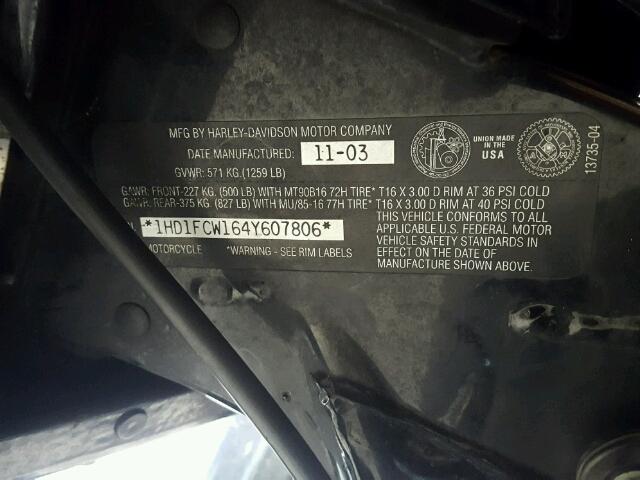 MFG BY HARLEY-DAVIDSON MOTOR COMPANY
DATE MANUFACTURED: 11-03
GVWR: 571 KG.(1259 LB)
UNION MADE
IN THE
USA
13735-04
GAWR: FRONT-227 KG. (500 LB) WITH MT90B16 72H TIRE* T16 X 3.00 D RIM AT 36 PSI COLD
GAWR: REAR-375 KG. (827 LB) WITH MU/85-16 77H TIRE* T16 X 3.00 D RIM AT 40 PSI COLD
*1HD1FCW164Y607806*
MOTORCYCLE *WARNING - SEE RIM LABELS
THIS VEHICLE CONFORMS TO ALL
APPLICABLE U.S. FEDERAL MOTOR
VEHICLE SAFETY STANDARDS IN
EFFECT ON THE DATE OF
MANUFACTURE SHOWN ABOVE.